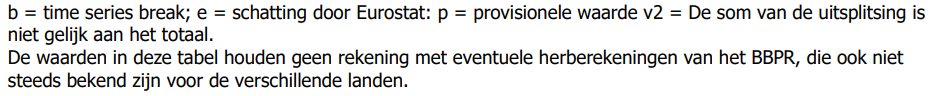 b = time series break; e = schatting door Eurostat: p = provisionele waarde v2 = De som van de uitsplitsing is
niet gelijk aan het totaal.
De waarden in deze tabel houden geen rekening met eventuele herberekeningen van het BBPR, die ook niet
steeds bekend zijn voor de verschillende landen.